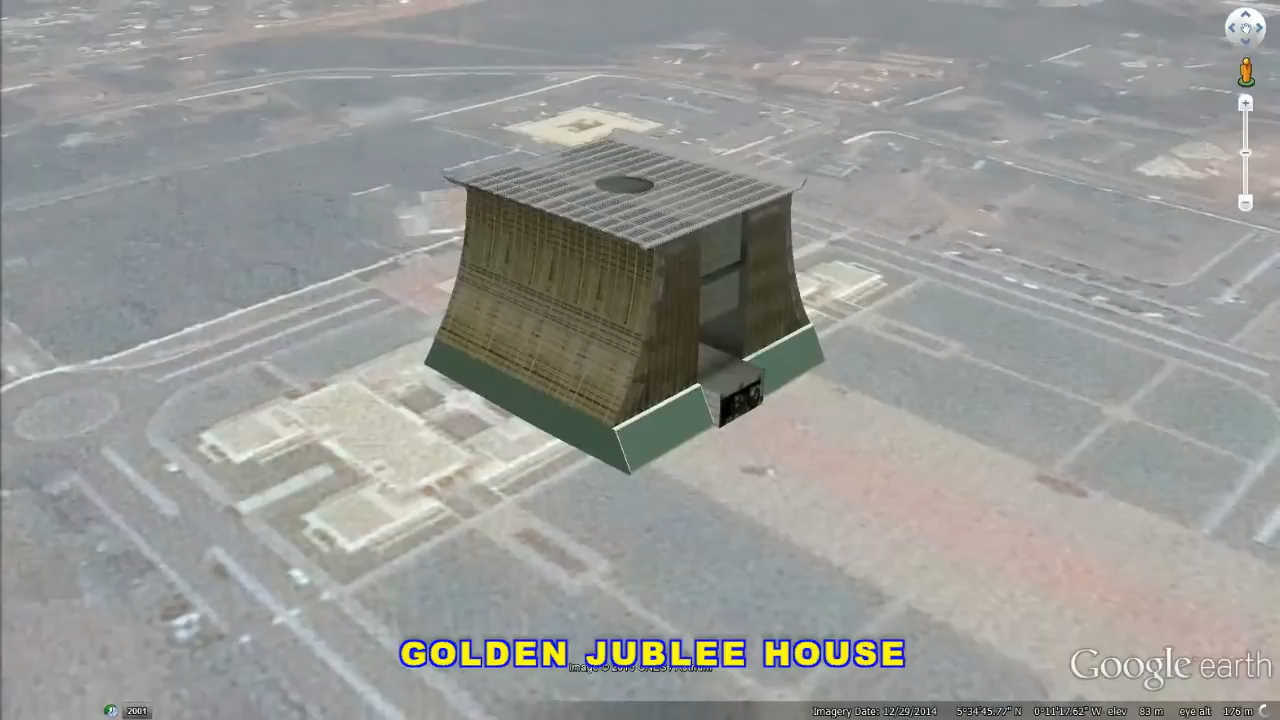 GOLDEN JUBLEE HOUSE
Google earth
2001
Imagery Date: 12/29/2014 5°34'45.77" N 0°11'17.62" W elev 83 m eye alt 176 m